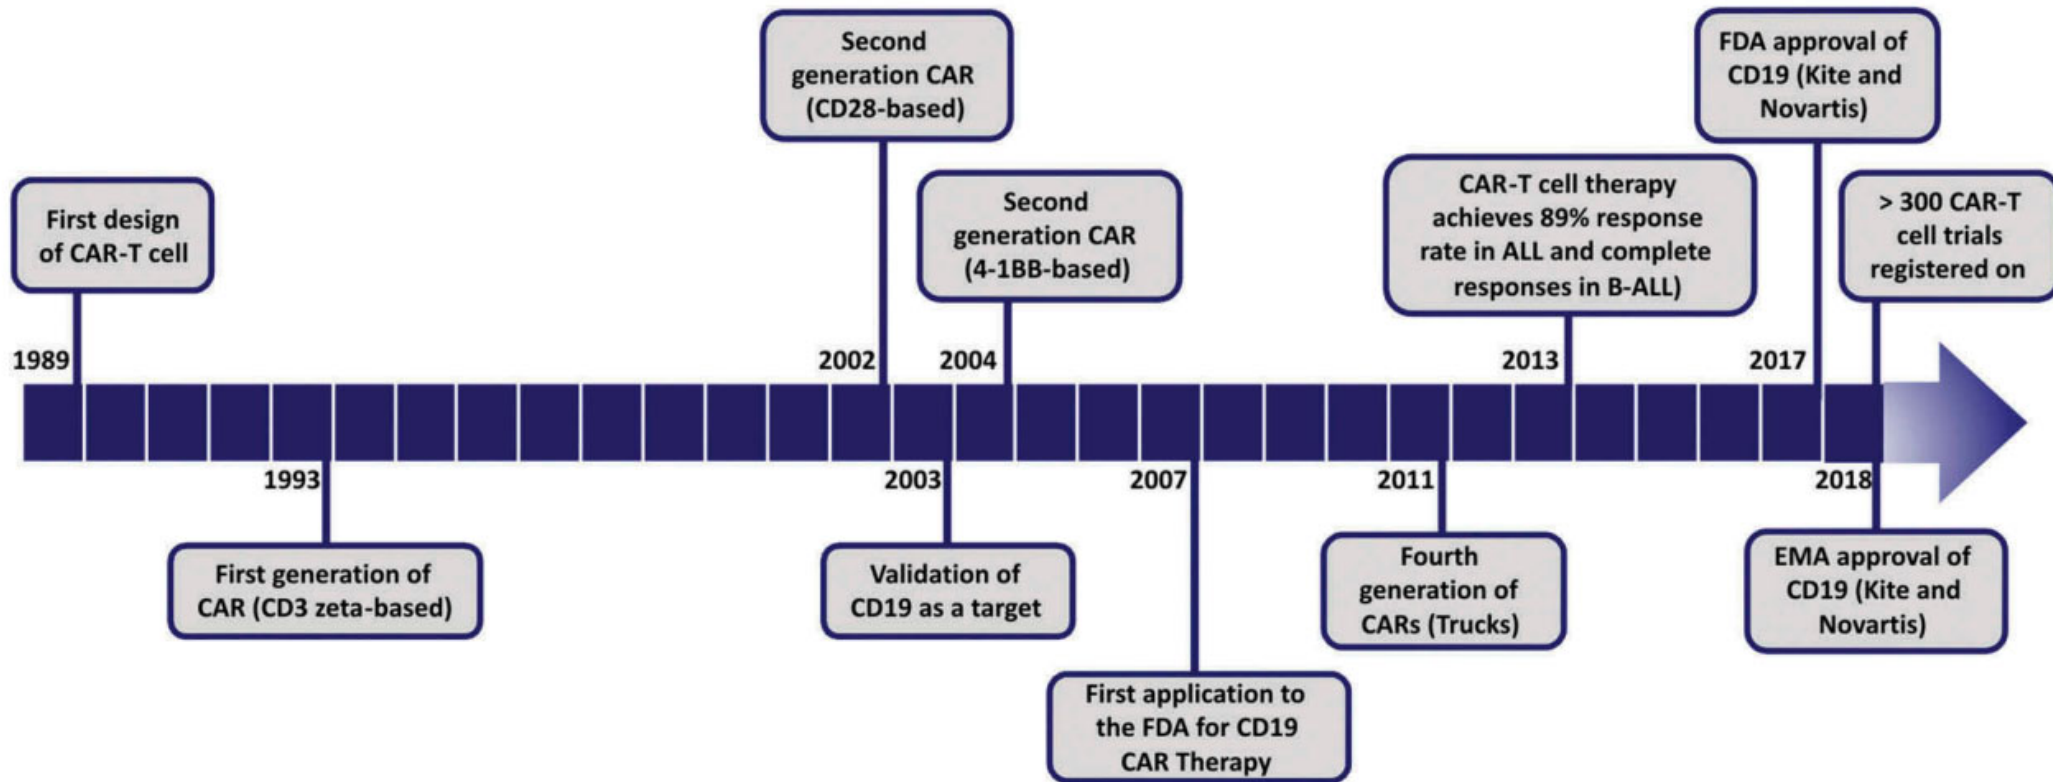 Second
generation CAR
(CD28-based)
FDA approval of
CD19 (Kite and
Novartis)
First design
of CAR-T cell
Second
generation CAR
(4-1BB-based)
CAR-T cell therapy
achieves 89% response
rate in ALL and complete
responses in B-ALL)
> 300 CAR-T
cell trials
registered on
1989
2002
2004
2013
2017
1993
2003
2007
2011
2018
First generation of
CAR (CD3 zeta-based)
Validation of
CD19 as a target
Fourth
generation of
CARs (Trucks)
EMA approval of
CD19 (Kite and
Novartis)
First application to
the FDA for CD19
CAR Therapy